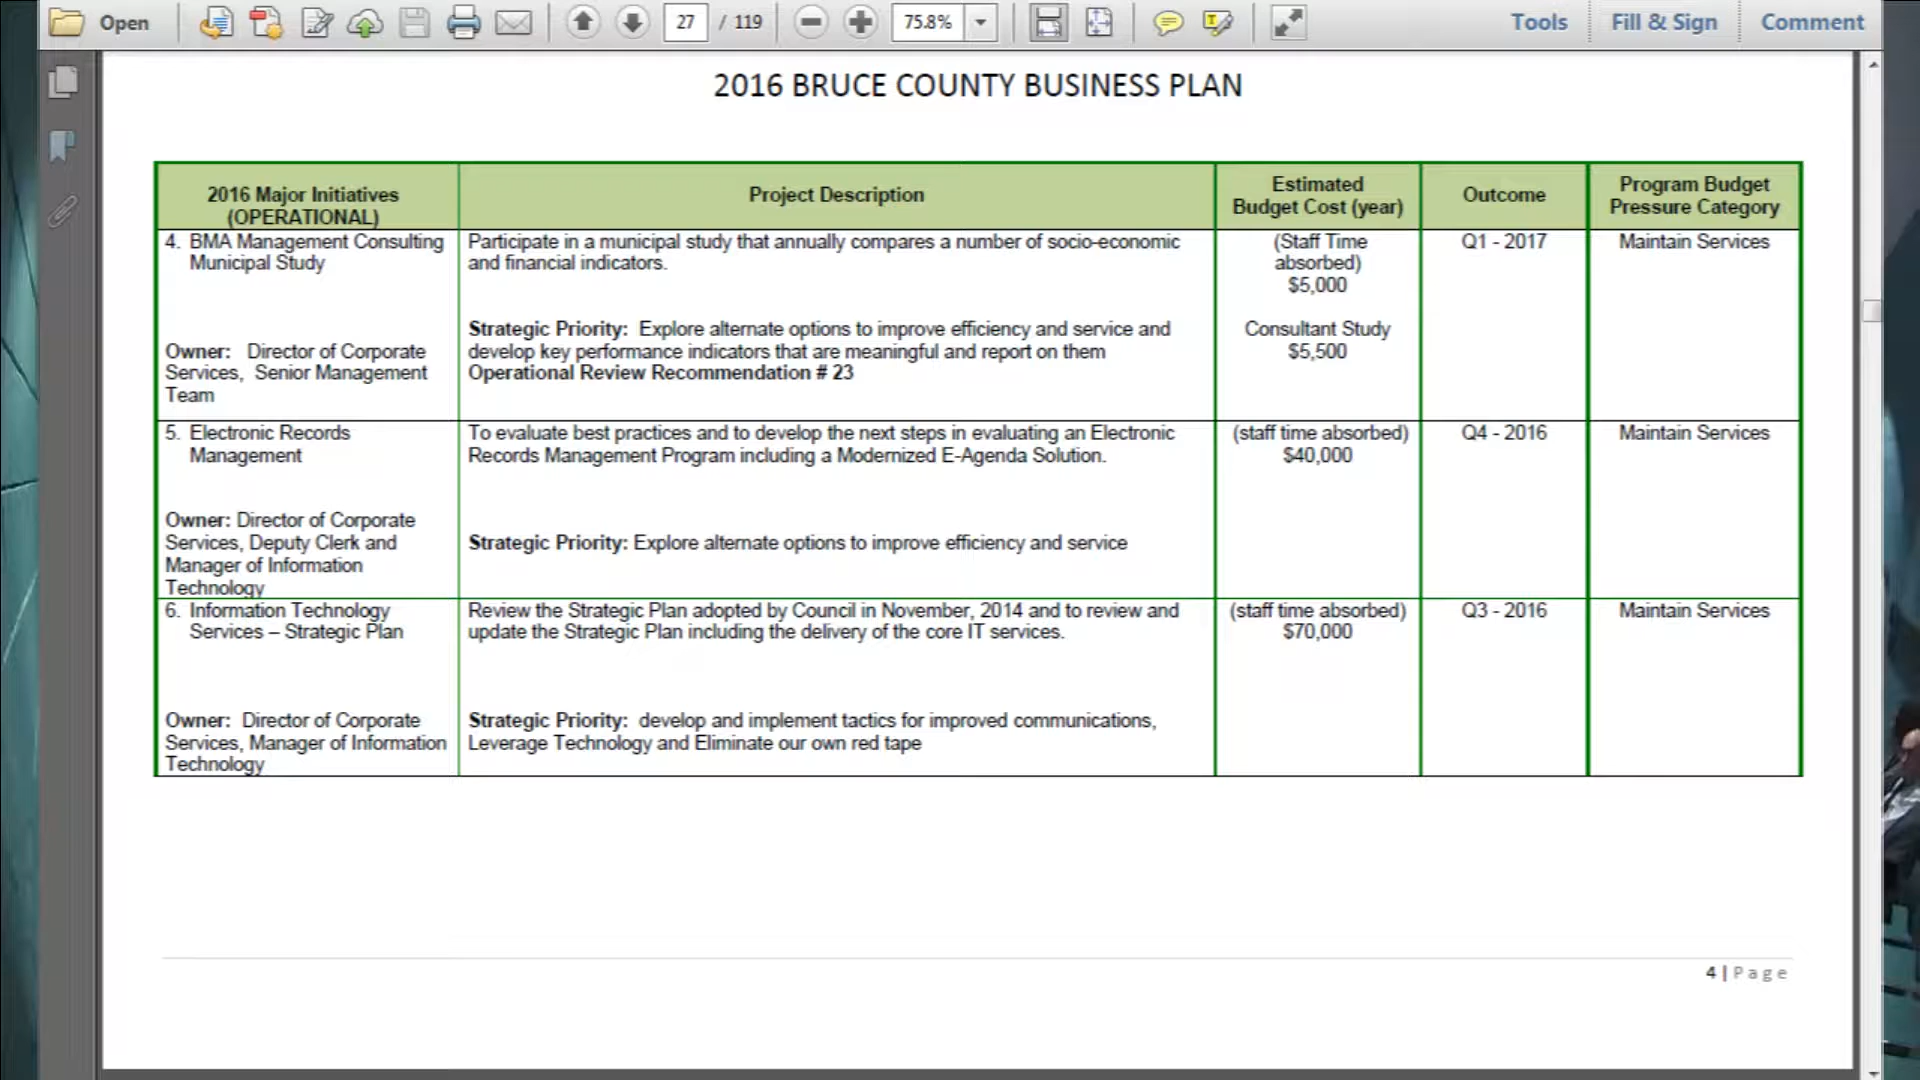 Open
27 / 119
75.8%
Tools
Fill & Sign
Comment
2016 BRUCE COUNTY BUSINESS PLAN
2016 Major Initiatives
(OPERATIONAL)
Project Description
Estimated
Budget Cost (year)
Outcome
Program Budget
Pressure Category
4. BMA Management Consulting
Municipal Study
Owner: Director of Corporate
Services, Senior Management
Team
Participate in a municipal study that annually compares a number of socio-economic
and financial indicators.
Strategic Priority: Explore alternate options to improve efficiency and service and
develop key performance indicators that are meaningful and report on them
Operational Review Recommendation # 23
(Staff Time
absorbed)
$5,000
Consultant Study
$5,500
Q1 - 2017
Maintain Services
5. Electronic Records
Management
Owner: Director of Corporate
Services, Deputy Clerk and
Manager of Information
Technology
To evaluate best practices and to develop the next steps in evaluating an Electronic
Records Management Program including a Modernized E-Agenda Solution.
Strategic Priority: Explore alternate options to improve efficiency and service
(staff time absorbed)
$40,000
Q4 - 2016
Maintain Services
6. Information Technology
Services – Strategic Plan
Owner: Director of Corporate
Services, Manager of Information
Technology
Review the Strategic Plan adopted by Council in November, 2014 and to review and
update the Strategic Plan including the delivery of the core IT services.
Strategic Priority: develop and implement tactics for improved communications,
Leverage Technology and Eliminate our own red tape
(staff time absorbed)
$70,000
Q3 - 2016
Maintain Services
4 | Page